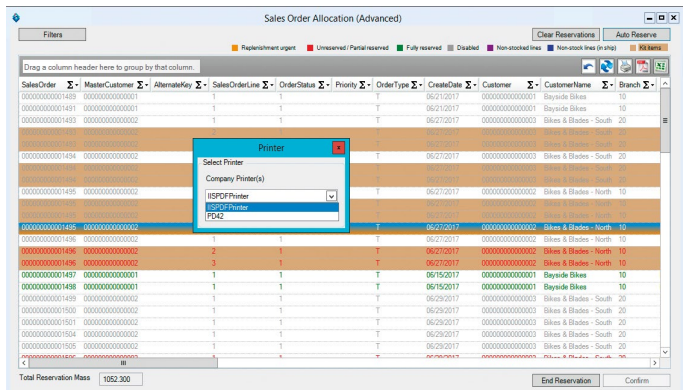 Sales Order Allocation (Advanced)
Filters
Clear Reservations
Auto Reserve
Replenishment urgent
Unreserved / Partial reserved
Fully reserved
Disabled
Non-stocked lines
Non-stock lines (in ship)
Kit items
Drag a column header here to group by that column.
SalesOrder MasterCustomer AlternateKey SalesOrderLine OrderStatus Priority OrderType CreateDate Customer CustomerName Branch
000000000001489 000000000000001 1 1 T 06/21/2017 000000000000001 Bayside Bikes 10
000000000001491 000000000000001 1 1 T 06/21/2017 000000000000001 Bayside Bikes 10
000000000001493 000000000000002 1 1 T 06/27/2017 000000000000003 Bikes & Blades - South 20
Printer
Select Printer
Company Printer(s)
IISPDFPrinter
IISPDFPrinter
PD42
000000000001494 000000000000002 T 06/27/2017 000000000000003 Bikes & Blades - South 20
000000000001495 000000000000002 T 06/27/2017 000000000000002 Bikes & Blades - North 10
000000000001495 000000000000002 T 06/27/2017 000000000000002 Bikes & Blades - North 10
000000000001496 000000000000002 1 1 T 06/27/2017 000000000000002 Bikes & Blades - North 10
000000000001496 000000000000002 2 1 T 06/27/2017 000000000000002 Bikes & Blades - North 10
000000000001496 000000000000002 3 1 T 06/27/2017 000000000000002 Bikes & Blades - North 10
000000000001497 000000000000001 1 1 T 06/15/2017 000000000000001 Bayside Bikes 10
000000000001498 000000000000001 1 1 T 06/15/2017 000000000000001 Bayside Bikes 10
000000000001499 000000000000002 1 1 T 06/29/2017 000000000000003 Bikes & Blades - South 20
000000000001500 000000000000002 1 1 T 06/29/2017 000000000000003 Bikes & Blades - South 20
000000000001501 000000000000002 1 1 T 06/29/2017 000000000000003 Bikes & Blades - South 20
000000000001504 000000000000002 1 1 T 06/29/2017 000000000000003 Bikes & Blades - South 20
000000000001505 000000000000002 1 1 T 06/29/2017 000000000000003 Bikes & Blades - South 20
Total Reservation Mass 1052.300
End Reservation
Confirm